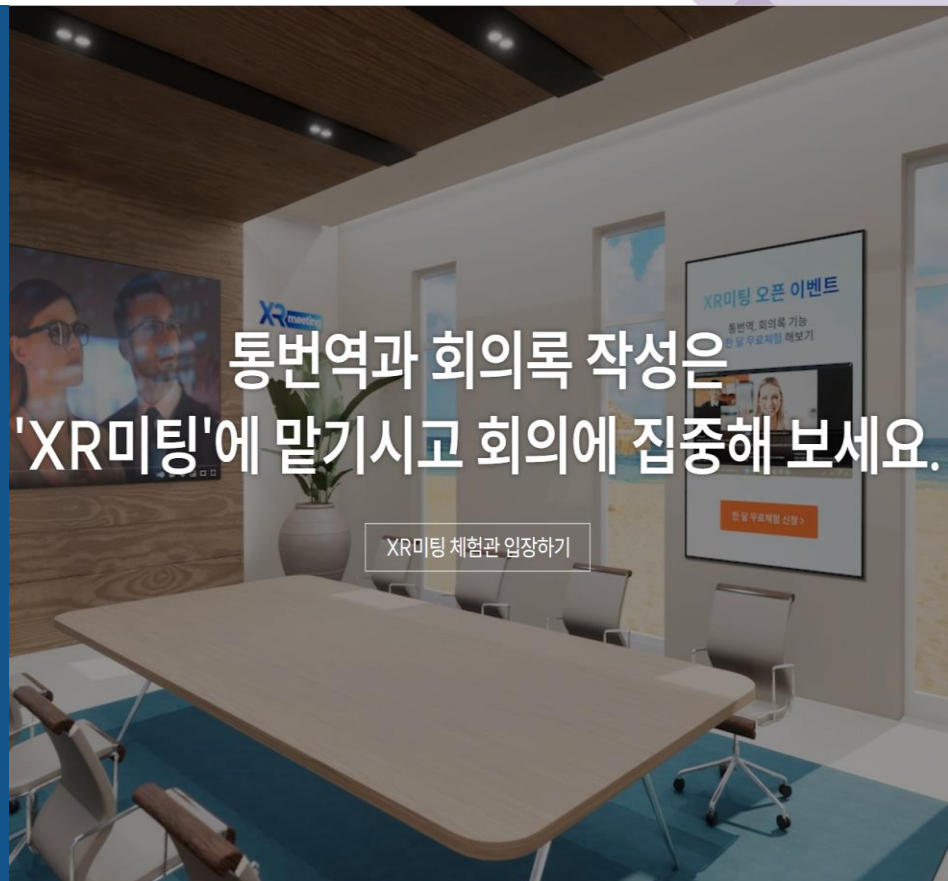 XR meeting
XR미팅 오픈 이벤트
통번역, 회의록 기능
한 달 무료체험 해보기
통번역과 회의록 작성은
'XR미팅'에 맡기시고 회의에 집중해 보세요.
한 달 무료체험 신청 >
XR미팅 체험관 입장하기